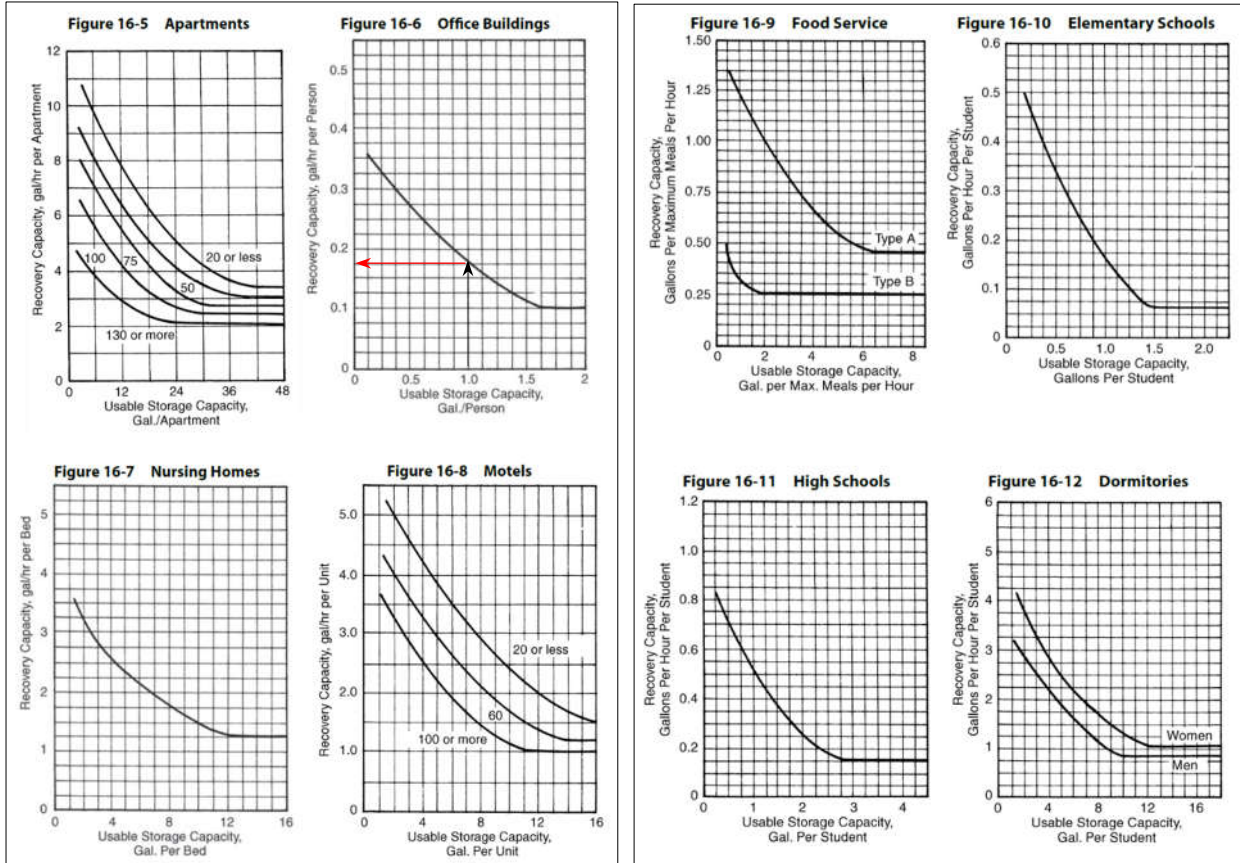 Figure 16-5 Apartments
Recovery Capacity, gal/hr per Apartment
12
10
8
6
4
2
0
100
75
50
20 or less
130 or more
0 12 24 36 48
Usable Storage Capacity,
Gal./Apartment
Figure 16-6 Office Buildings
Recovery Capacity, gal/hr per Person
0.5
0.4
0.3
0.2
0.1
0
0 0.5 1.0 1.5 2
Usable Storage Capacity,
Gal./Person
Figure 16-7 Nursing Homes
Recovery Capacity, gal/hr per Bed
5
4
3
2
1
0
0 4 8 12 16
Usable Storage Capacity,
Gal. Per Bed
Figure 16-8 Motels
Recovery Capacity, gal/hr per Unit
5.0
4.0
3.0
2.0
1.0
0.0
20 or less
60
100 or more
0 4 8 12 16
Usable Storage Capacity,
Gal. Per Unit
Figure 16-9 Food Service
Recovery Capacity,
Gallons Per Maximum Meals Per Hour
1.50
1.25
1.00
0.75
0.50
0.25
0
Type A
Type B
0 2 4 6 8
Usable Storage Capacity,
Gal. per Max. Meals per Hour
Figure 16-10 Elementary Schools
Recovery Capacity,
Gallons Per Hour Per Student
0.6
0.5
0.4
0.3
0.2
0.1
0
0 0.5 1.0 1.5 2.0
Usable Storage Capacity,
Gallons Per Student
Figure 16-11 High Schools
Recovery Capacity,
Gallons Per Hour Per Student
1.2
1.0
0.8
0.6
0.4
0.2
0
0 1 2 3 4
Usable Storage Capacity,
Gal. Per Student
Figure 16-12 Dormitories
Recovery Capacity,
Gallons Per Hour Per Student
6
5
4
3
2
1
0
Women
Men
0 4 8 12 16
Usable Storage Capacity,
Gal. Per Student